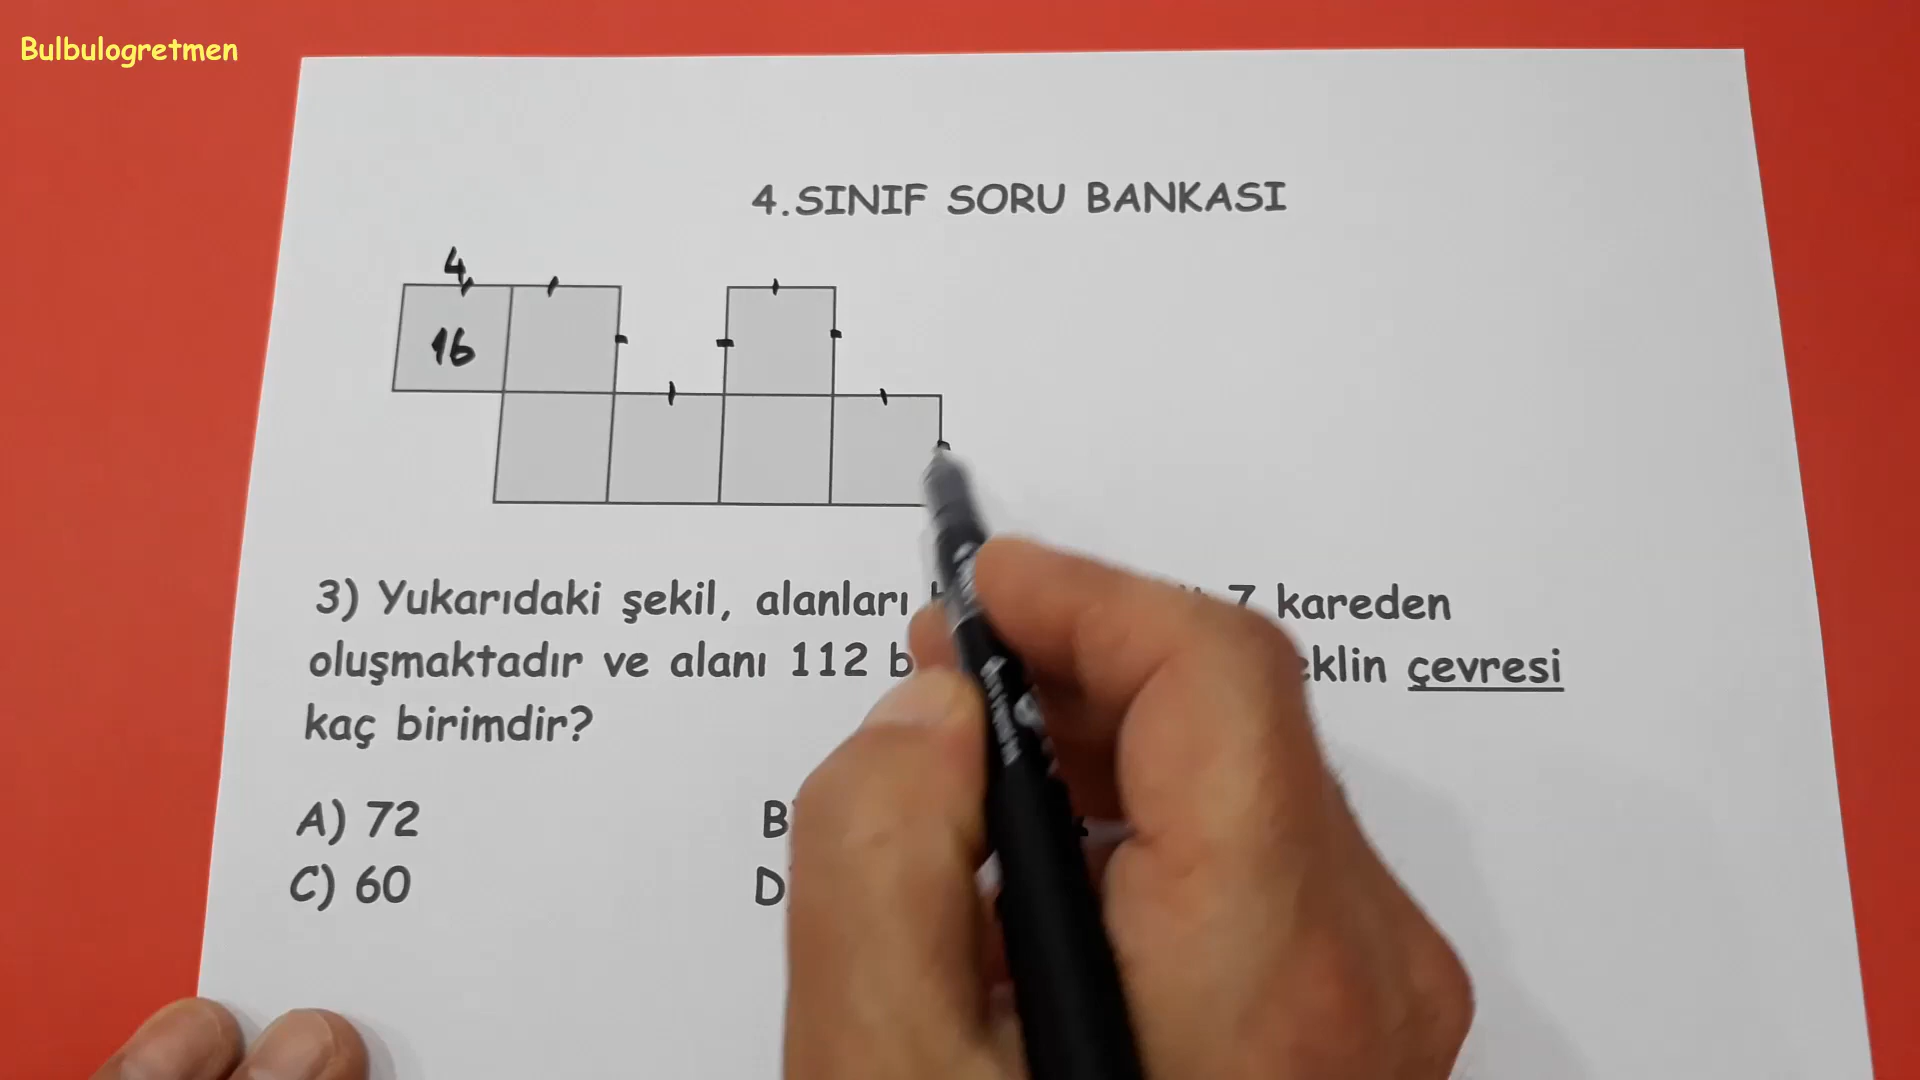 Bulbulogretmen
4.SINIF SORU BANKASI
4
16
3) Yukarıdaki şekil, alanları 7 kareden
oluşmaktadır ve alanı 112 çevresi
kaç birimdir?
A) 72
B
C) 60
D